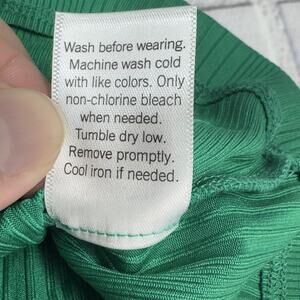 Wash before wearing.
Machine wash cold
with like colors. Only
non-chlorine bleach
when needed.
Tumble dry low.
Remove promptly.
Cool iron if needed.